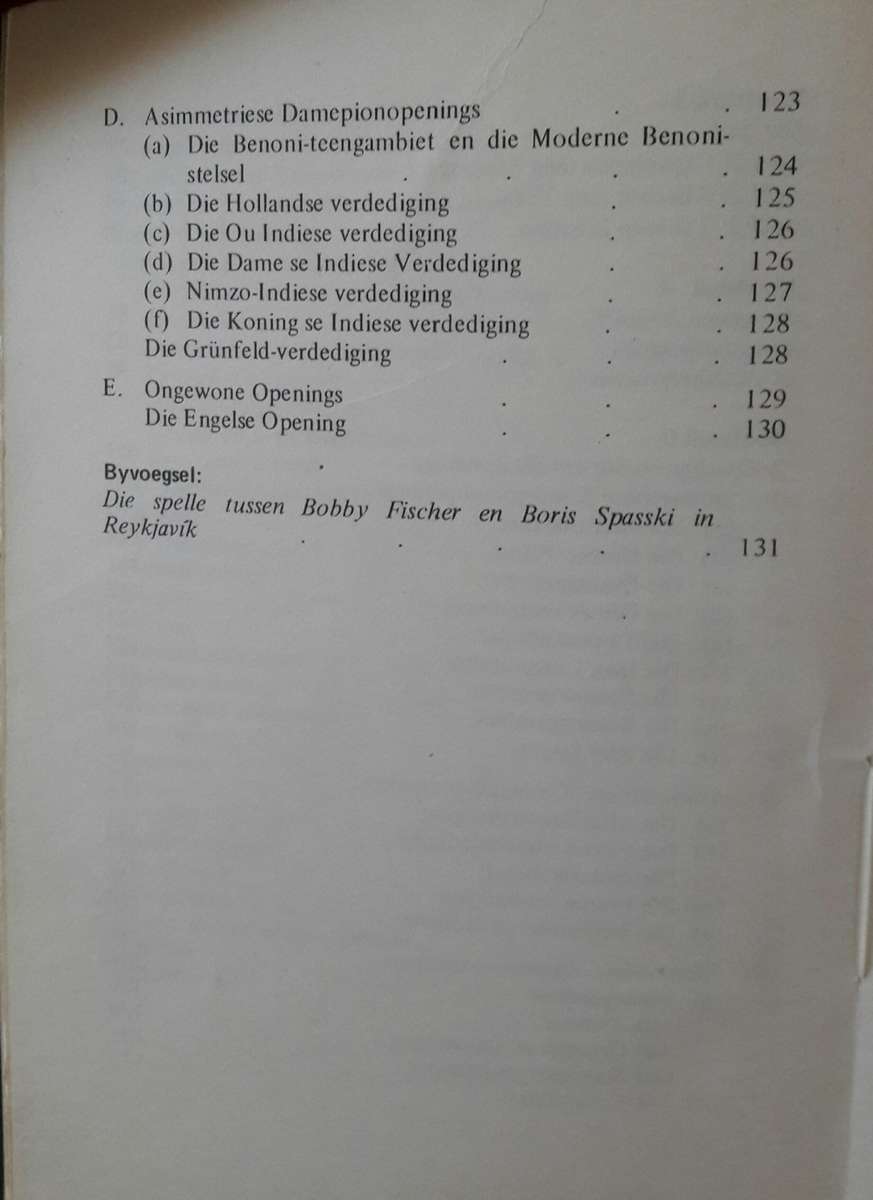 D. Asimmetriese Damepionopenings . . 123
(a) Die Benoni-teengambiet en die Moderne Benoni-
stelsel . . . . 124
(b) Die Hollandse verdediging . . 125
(c) Die Ou Indiese verdediging . . 126
(d) Die Dame se Indiese Verdediging . . 126
(e) Nimzo-Indiese verdediging . . 127
(f) Die Koning se Indiese verdediging . . 128
Die Grünfeld-verdediging . . . 128
E. Ongewone Openings . . . 129
Die Engelse Opening . . . 130
Byvoegsel:
Die spelle tussen Bobby Fischer en Boris Spasski in
Reykjavík . . . . . 131